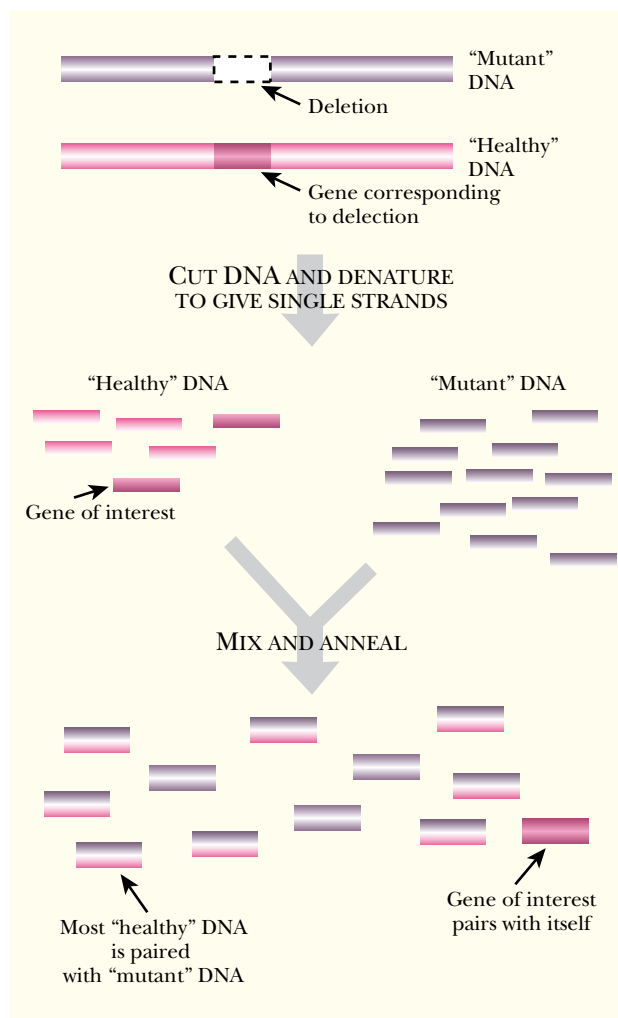 “Mutant”
DNA
Deletion
“Healthy”
DNA
Gene corresponding
to delection
CUT DNA AND DENATURE
TO GIVE SINGLE STRANDS
“Healthy” DNA
“Mutant” DNA
Gene of interest
MIX AND ANNEAL
Most “healthy” DNA
is paired
with “mutant” DNA
Gene of interest
pairs with itself